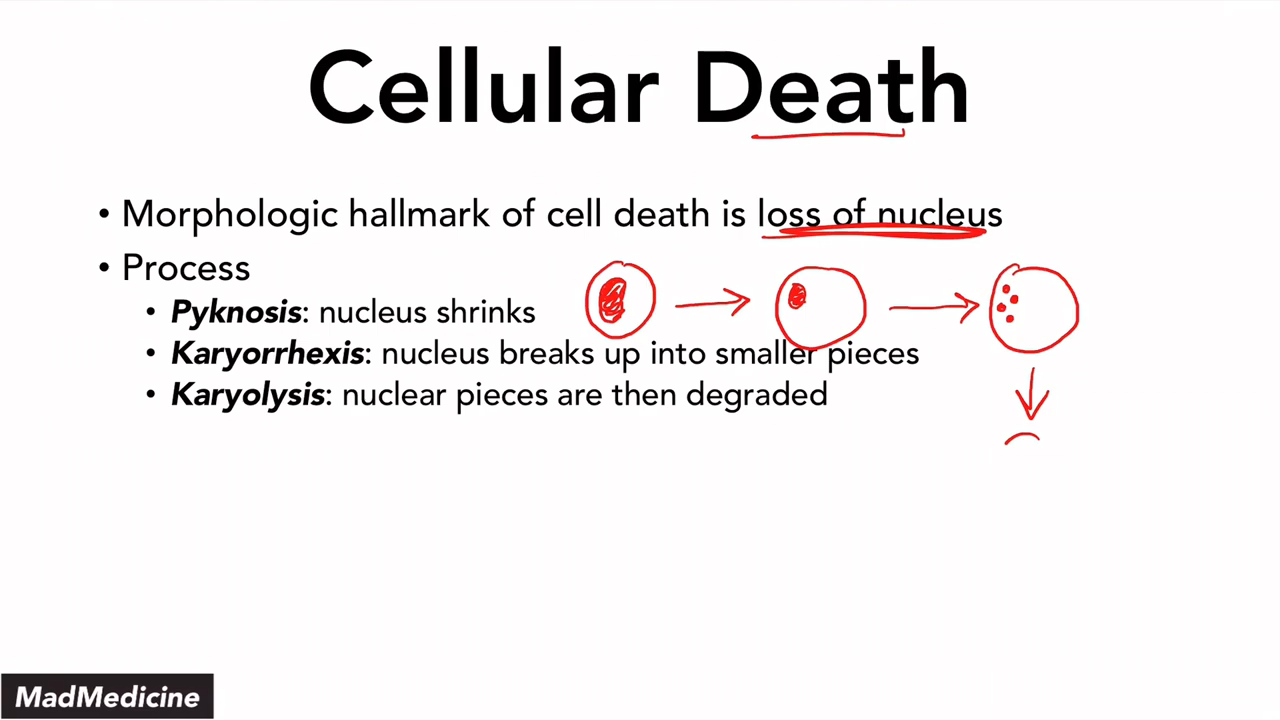 Cellular Death
• Morphologic hallmark of cell death is loss of nucleus
• Process
• Pyknosis: nucleus shrinks
• Karyorrhexis: nucleus breaks up into smaller pieces
• Karyolysis: nuclear pieces are then degraded
MadMedicine